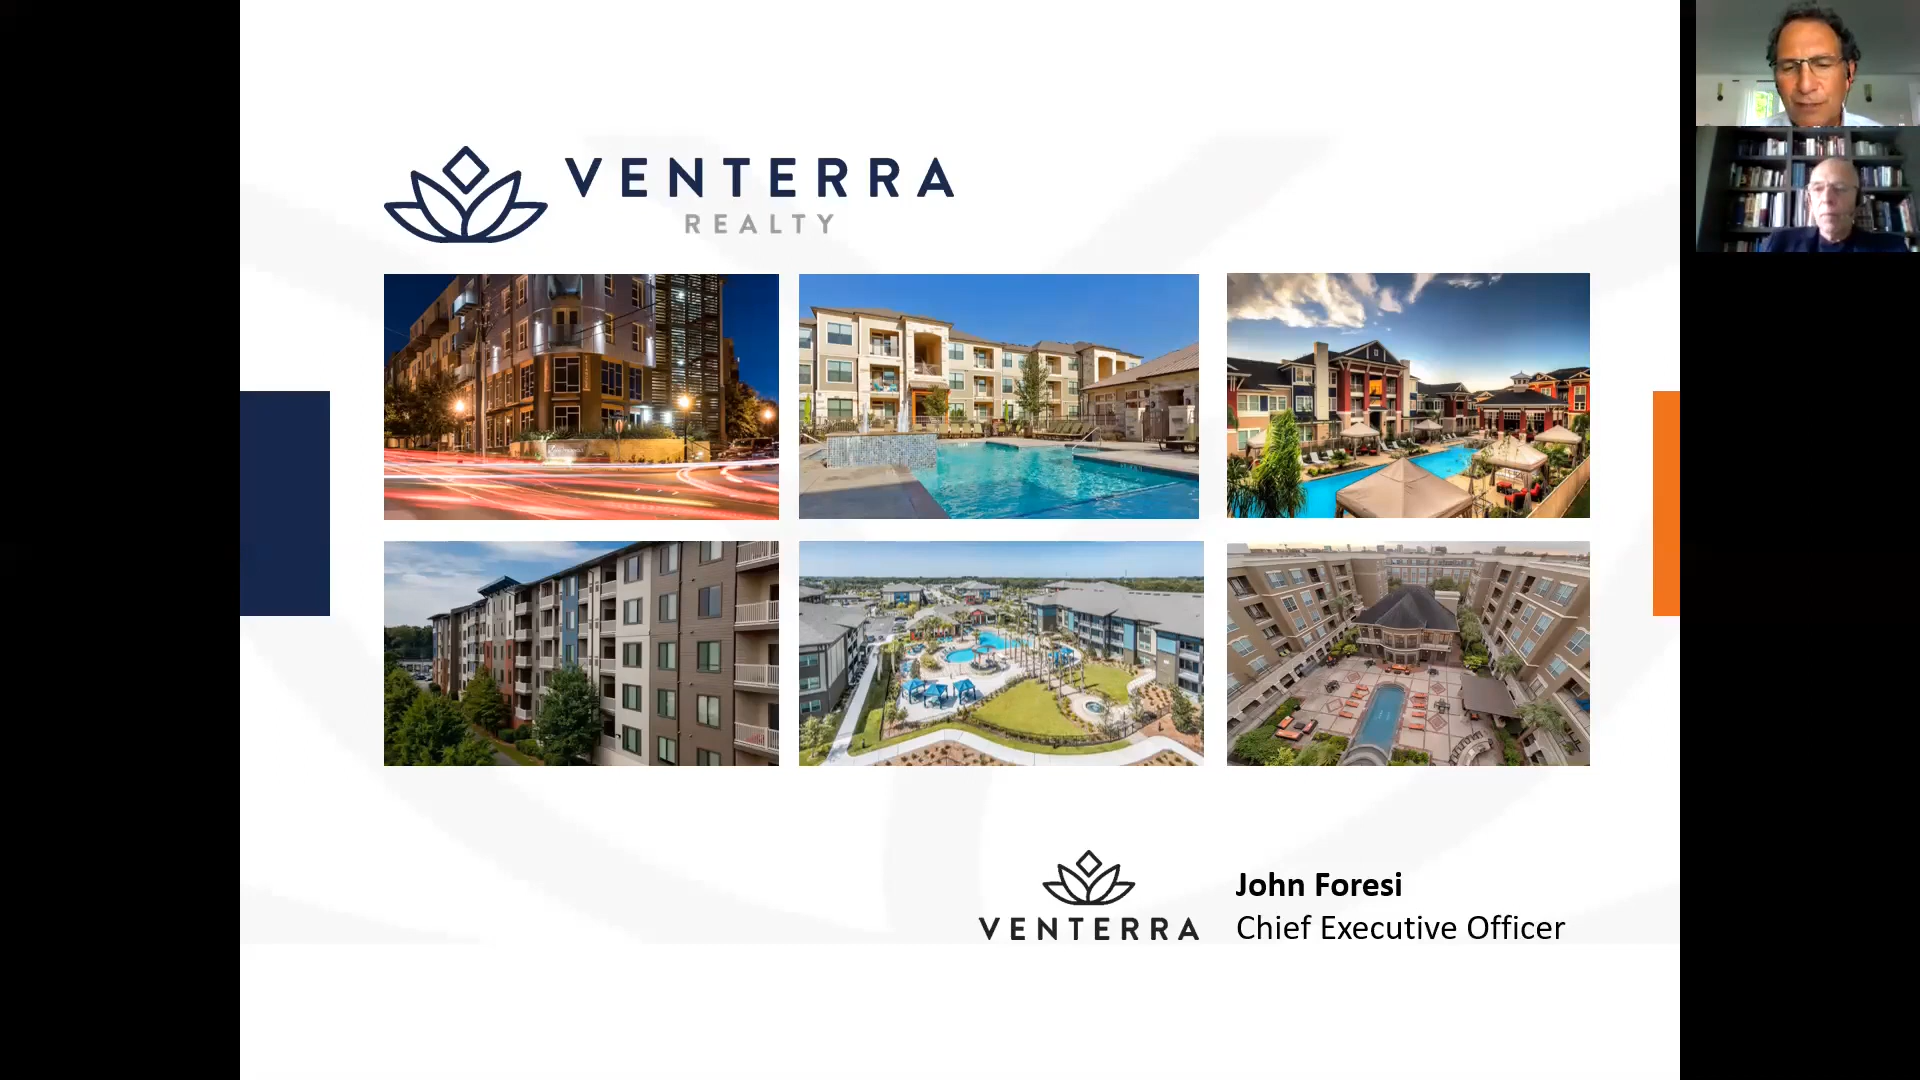 VENTERRA
REALTY
VENTERRA
John Foresi
Chief Executive Officer